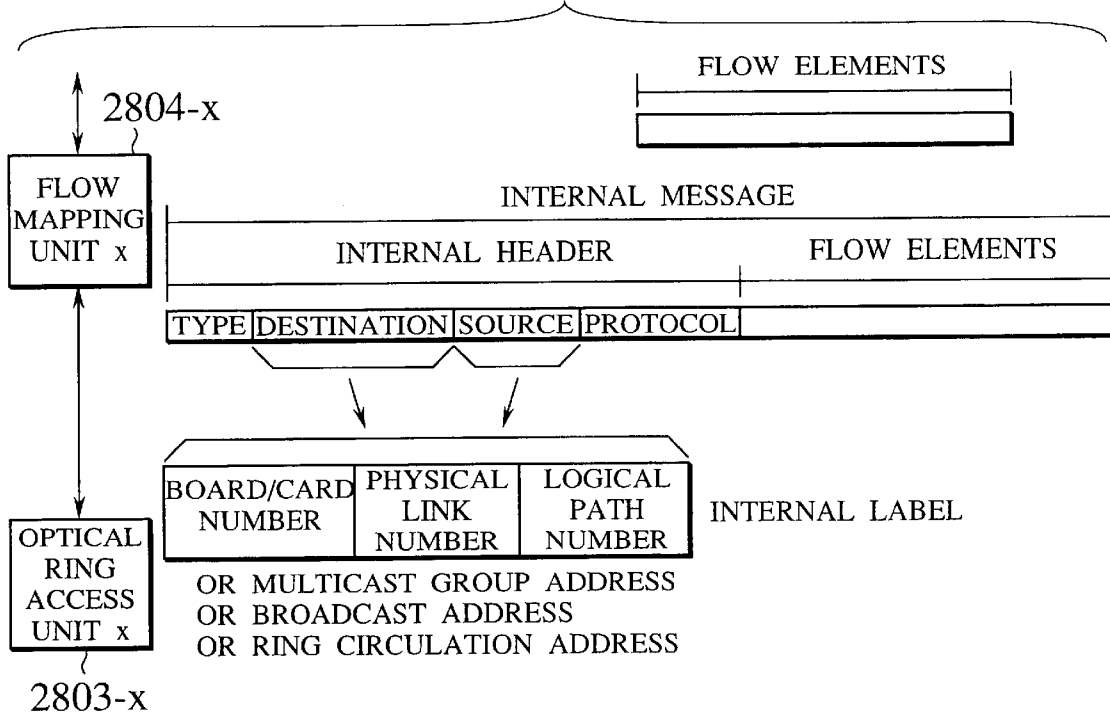 FLOW ELEMENTS
2804-x
FLOW
MAPPING
UNIT x
INTERNAL MESSAGE
INTERNAL HEADER
FLOW ELEMENTS
TYPE
DESTINATION
SOURCE
PROTOCOL
BOARD/CARD
NUMBER
PHYSICAL
LINK
NUMBER
LOGICAL
PATH
NUMBER
INTERNAL LABEL
OPTICAL
RING
ACCESS
UNIT x
OR MULTICAST GROUP ADDRESS
OR BROADCAST ADDRESS
OR RING CIRCULATION ADDRESS
2803-x